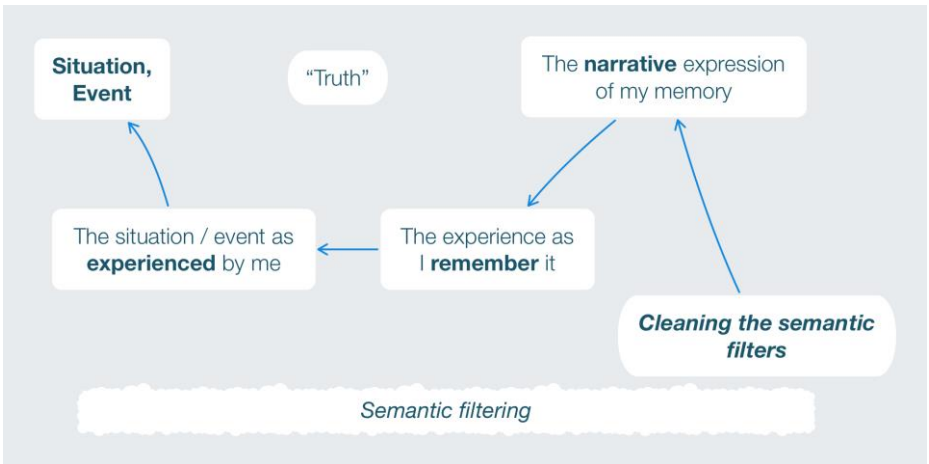 Situation,
Event
“Truth”
The narrative expression
of my memory
The situation / event as
experienced by me
The experience as
I remember it
Cleaning the semantic
filters
Semantic filtering